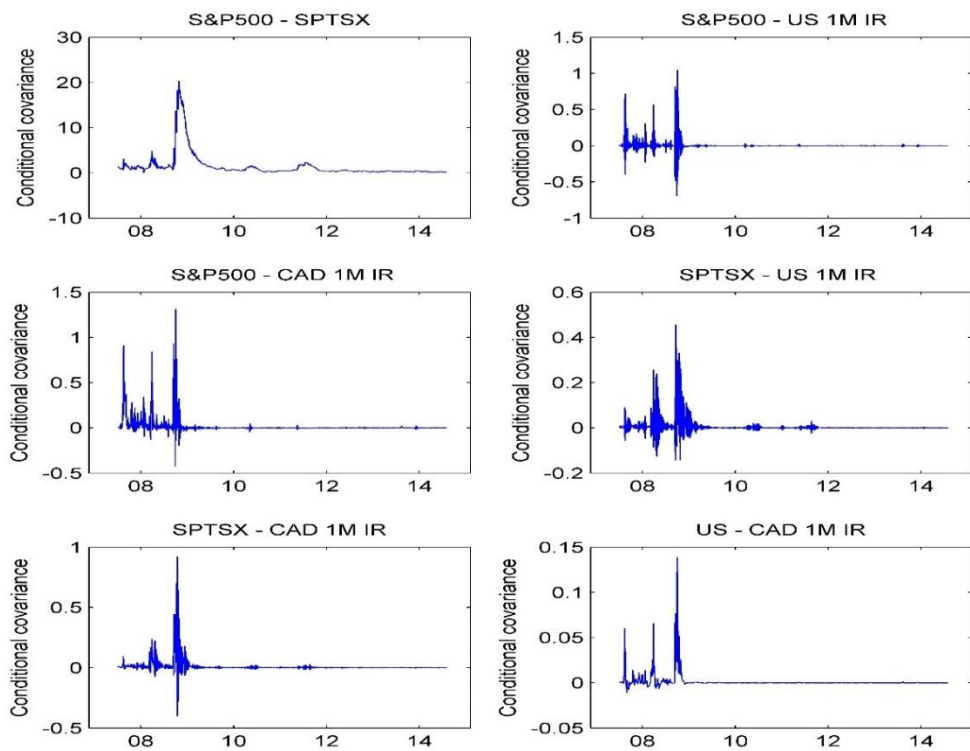 S&P500 - SPTSX
Conditional covariance
30
20
10
0
-10
08 10 12 14
S&P500 - US 1M IR
Conditional covariance
1.5
1
0.5
0
-0.5
-1
08 10 12 14
S&P500 - CAD 1M IR
Conditional covariance
1.5
1
0.5
0
-0.5
08 10 12 14
SPTSX - US 1M IR
Conditional covariance
0.6
0.4
0.2
0
-0.2
08 10 12 14
SPTSX - CAD 1M IR
Conditional covariance
1
0.5
0
-0.5
08 10 12 14
US - CAD 1M IR
Conditional covariance
0.15
0.1
0.05
0
-0.05
08 10 12 14